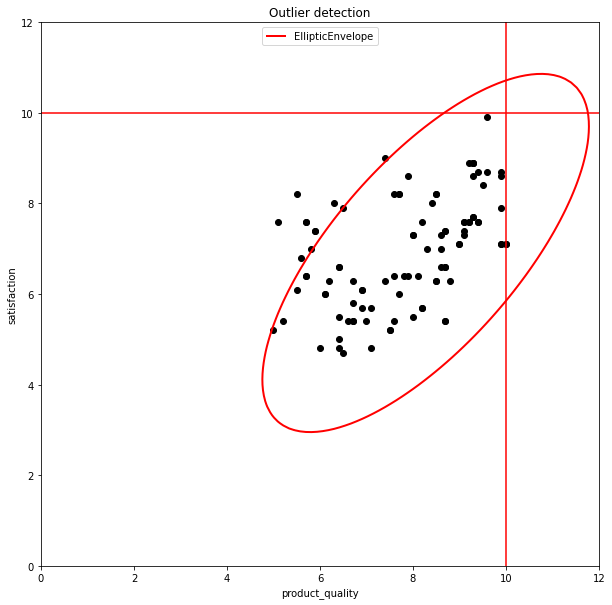 Outlier detection
EllipticEnvelope
12
10
8
6
4
2
0
satisfaction
0 2 4 6 8 10 12
product_quality